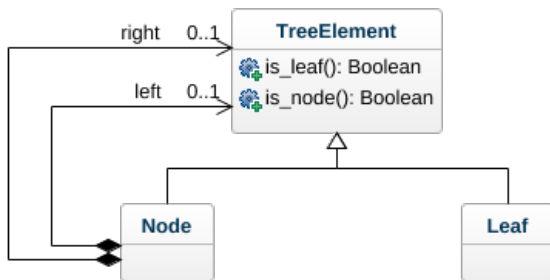 right 0..1
TreeElement
is_leaf(): Boolean
left 0..1
is_node(): Boolean
Node
Leaf